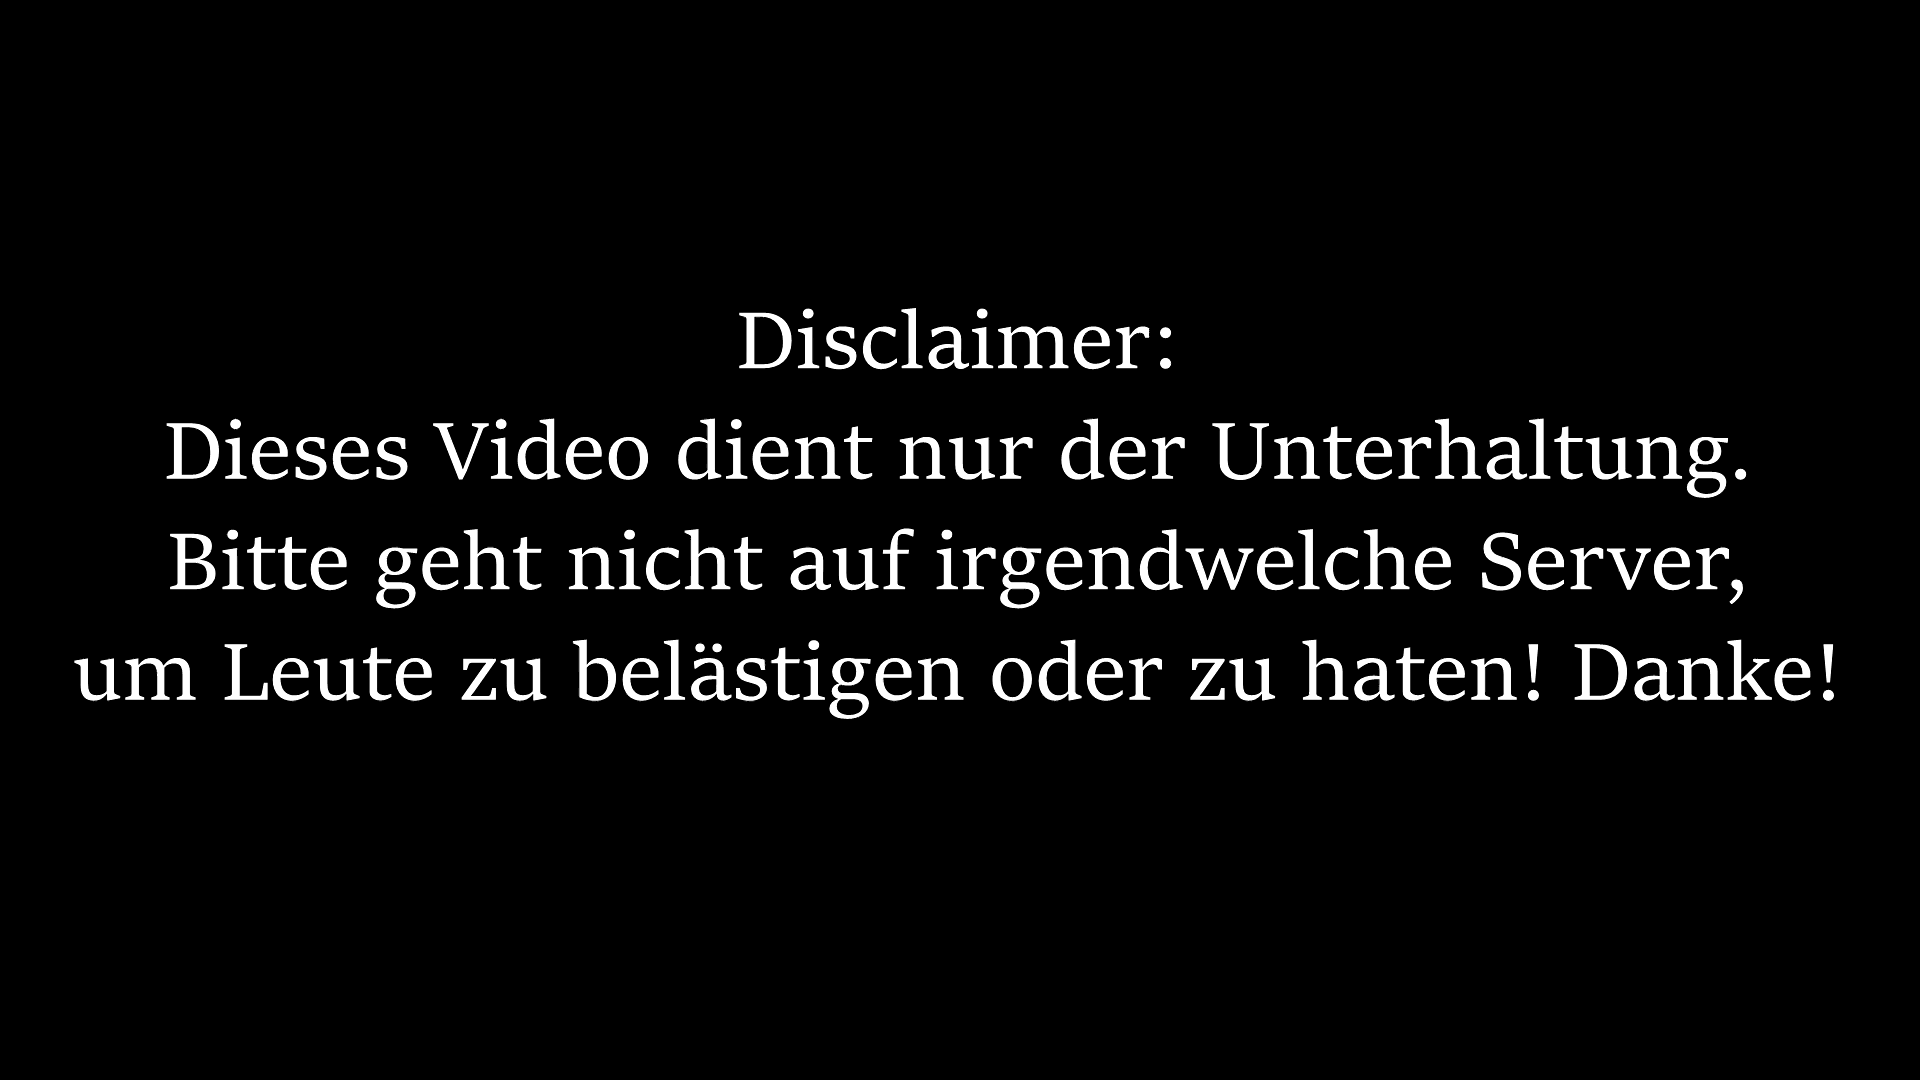 Disclaimer:
Dieses Video dient nur der Unterhaltung.
Bitte geht nicht auf irgendwelche Server,
um Leute zu belästigen oder zu haten! Danke!